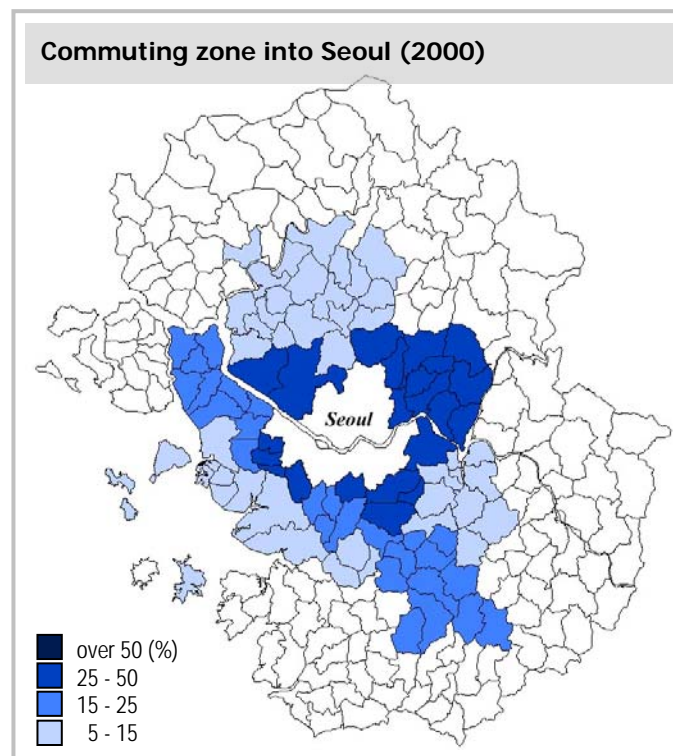 Commuting zone into Seoul (2000)
Seoul
over 50 (%)
25 - 50
15 - 25
5 - 15